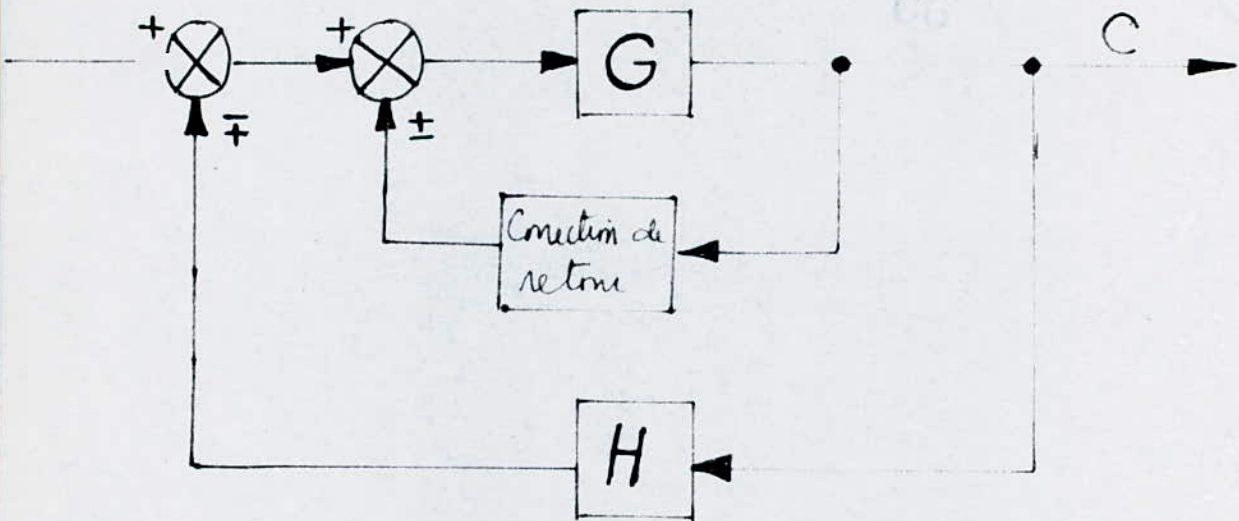 +
+
G
C
∓
±
Correction de
retour
H